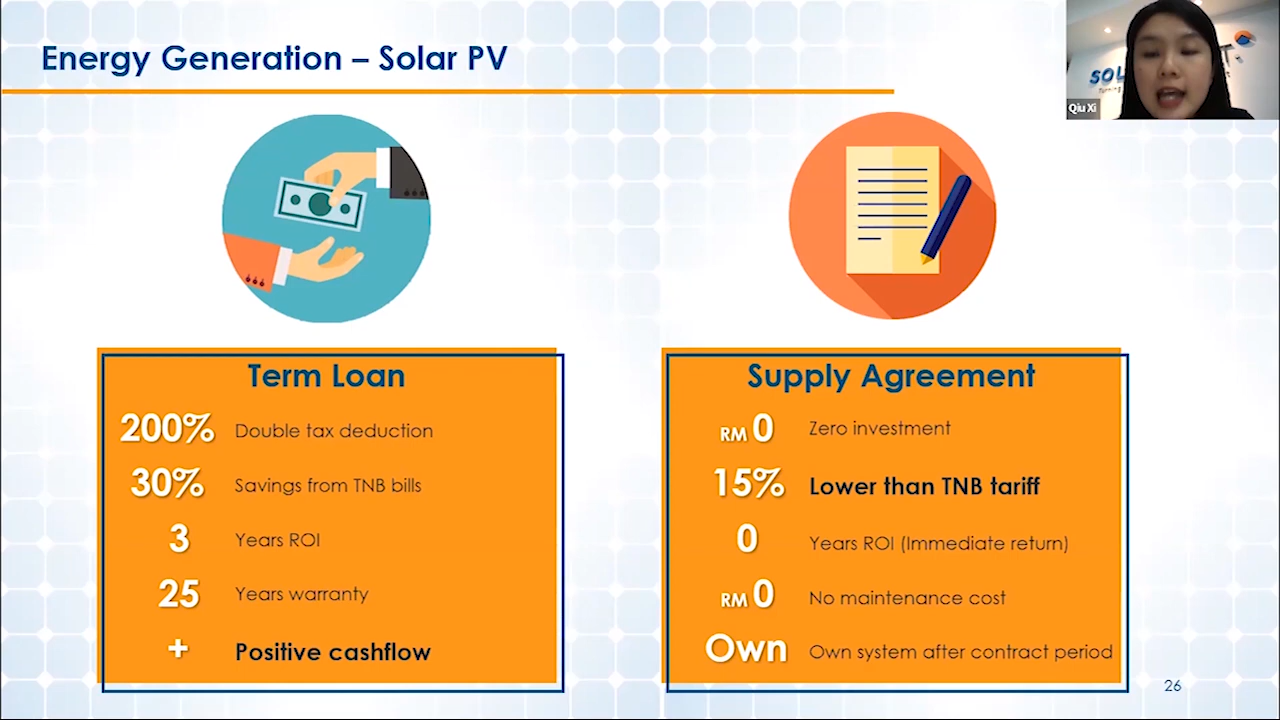 Energy Generation – Solar PV
SOL
Qiu Xi
Term Loan
200% Double tax deduction
30% Savings from TNB bills
3 Years ROI
25 Years warranty
+ Positive cashflow
Supply Agreement
RM 0 Zero investment
15% Lower than TNB tariff
0 Years ROI (Immediate return)
RM 0 No maintenance cost
Own Own system after contract period
26